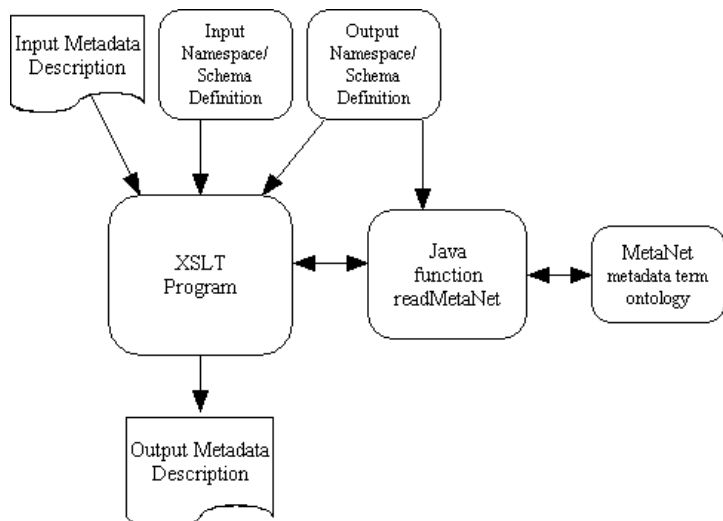 Input Metadata
Description
Input
Namespace/
Schema
Definition
Output
Namespace/
Schema
Definition
XSLT
Program
Java
function
readMetaNet
MetaNet
metadata term
ontology
Output Metadata
Description